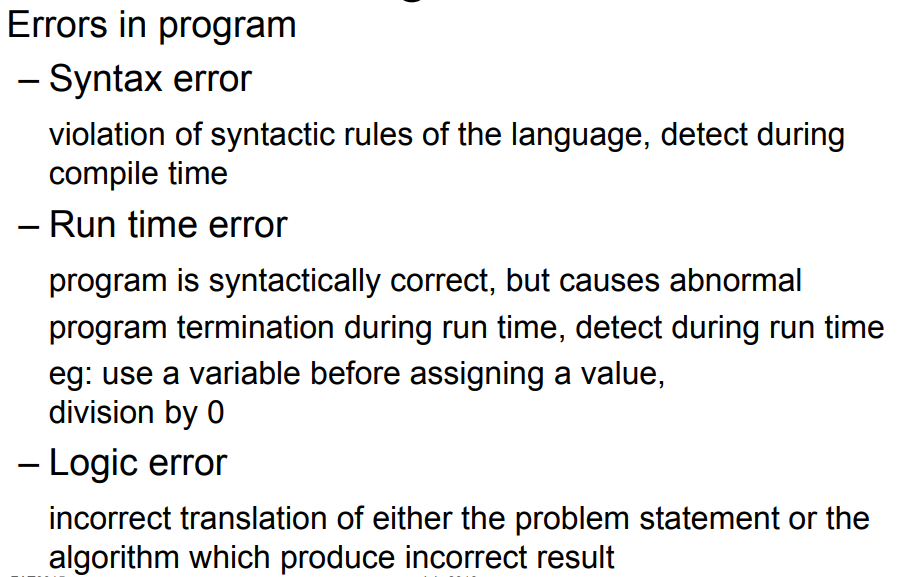 Errors in program
– Syntax error
violation of syntactic rules of the language, detect during
compile time
– Run time error
program is syntactically correct, but causes abnormal
program termination during run time, detect during run time
eg: use a variable before assigning a value,
division by 0
– Logic error
incorrect translation of either the problem statement or the
algorithm which produce incorrect result